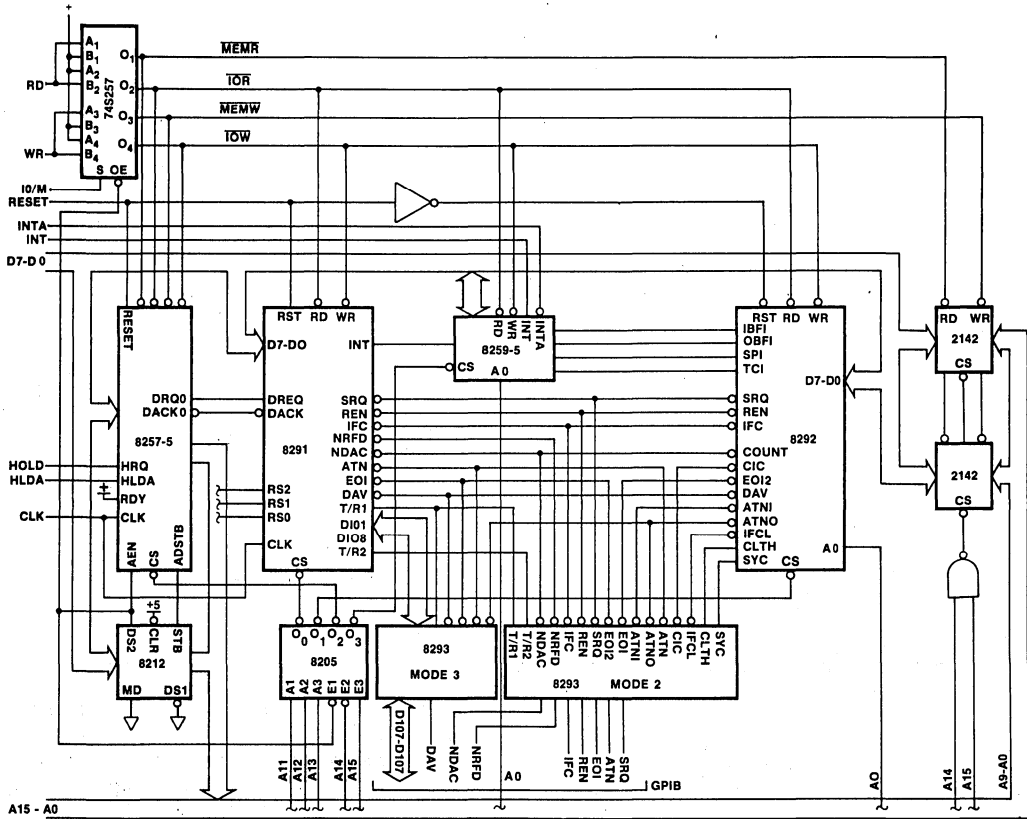 +
A1
B1
A2
B2
A3
B3
A4
B4
O1
O2
O3
O4
74S257
S OE
RD
WR
I0/M
RESET
INTA
INT
D7-D0
MEMR
IOR
MEMW
IOW
RESET
DRQ0
DACK0
8257-5
HRQ
HLDA
RDY
CLK
AEN
CS
ADSTB
HOLD
HLDA
+
CLK
RST RD WR
D7-DO
INT
DREQ
DACK
8291
SRQ
REN
IFC
NRFD
NDAC
ATN
EOI
DAV
T/R1
DI01
DIO8
T/R2
RS2
RS1
RS0
CLK
CS
RD
WR
INT
INTA
8259-5
CS
A0
RST RD WR
IBFI
OBFI
SPI
TCI
D7-D0
SRQ
REN
IFC
8292
COUNT
CIC
EOI2
DAV
ATNI
ATNO
IFCL
CLTH
SYC
A0
CS
RD WR
2142
CS
2142
CS
+5
DS2
CLR
STB
8212
MD DS1
O0
O1
O2
O3
8205
A1
A2
A3
E1
E2
E3
8293
MODE 3
T/R1
T/R2
NDAC
NRFD
IFC
REN
SRQ
EOI2
EOI
ATNI
ATNO
ATN
CIC
IFCL
CLTH
SYC
8293 MODE 2
A11
A12
A13
A14
A15
D107-D107
DAV
NDAC
NRFD
A0
IFC
REN
EOI
ATN
SRQ
GPIB
AO
A14
A15
A9-A0
A15 - A0